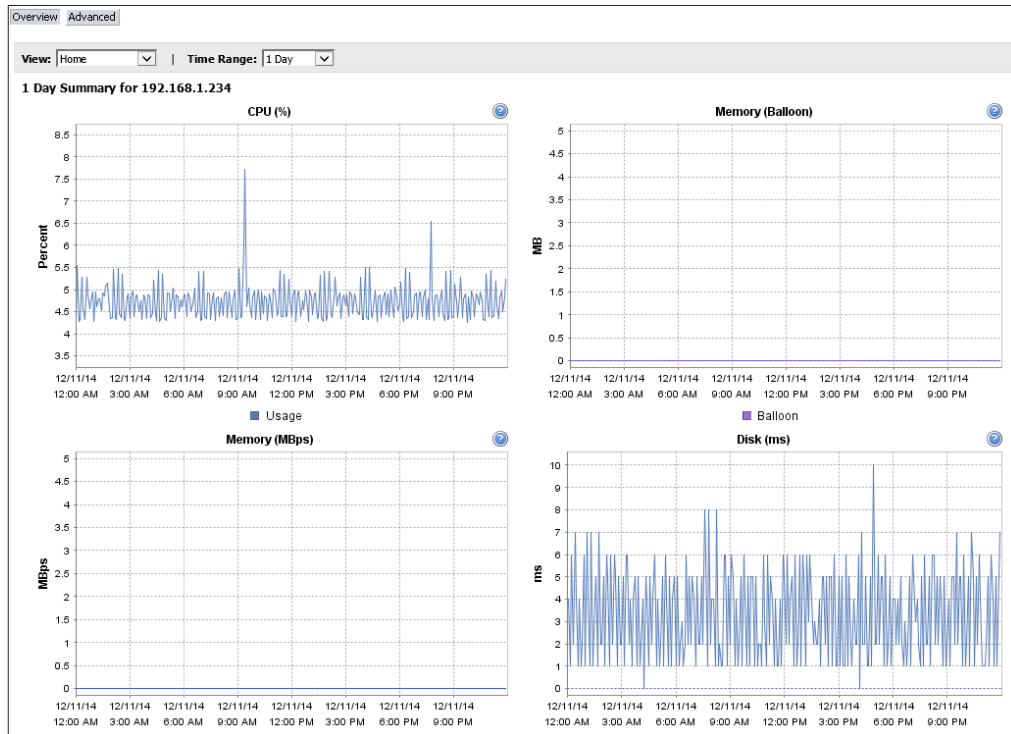 Overview Advanced
View: Home | Time Range: 1 Day
1 Day Summary for 192.168.1.234
CPU (%)
8.5
8
7.5
7
6.5
6
5.5
5
4.5
4
3.5
Percent
12/11/14 12/11/14 12/11/14 12/11/14 12/11/14 12/11/14 12/11/14 12/11/14
12:00 AM 3:00 AM 6:00 AM 9:00 AM 12:00 PM 3:00 PM 6:00 PM 9:00 PM
Usage
Memory (Balloon)
5
4.5
4
3.5
3
2.5
2
1.5
1
0.5
0
MB
12/11/14 12/11/14 12/11/14 12/11/14 12/11/14 12/11/14 12/11/14 12/11/14
12:00 AM 3:00 AM 6:00 AM 9:00 AM 12:00 PM 3:00 PM 6:00 PM 9:00 PM
Balloon
Memory (MBps)
5
4.5
4
3.5
3
2.5
2
1.5
1
0.5
0
MBps
12/11/14 12/11/14 12/11/14 12/11/14 12/11/14 12/11/14 12/11/14 12/11/14
12:00 AM 3:00 AM 6:00 AM 9:00 AM 12:00 PM 3:00 PM 6:00 PM 9:00 PM
Disk (ms)
10
9
8
7
6
5
4
3
2
1
0
ms
12/11/14 12/11/14 12/11/14 12/11/14 12/11/14 12/11/14 12/11/14 12/11/14
12:00 AM 3:00 AM 6:00 AM 9:00 AM 12:00 PM 3:00 PM 6:00 PM 9:00 PM